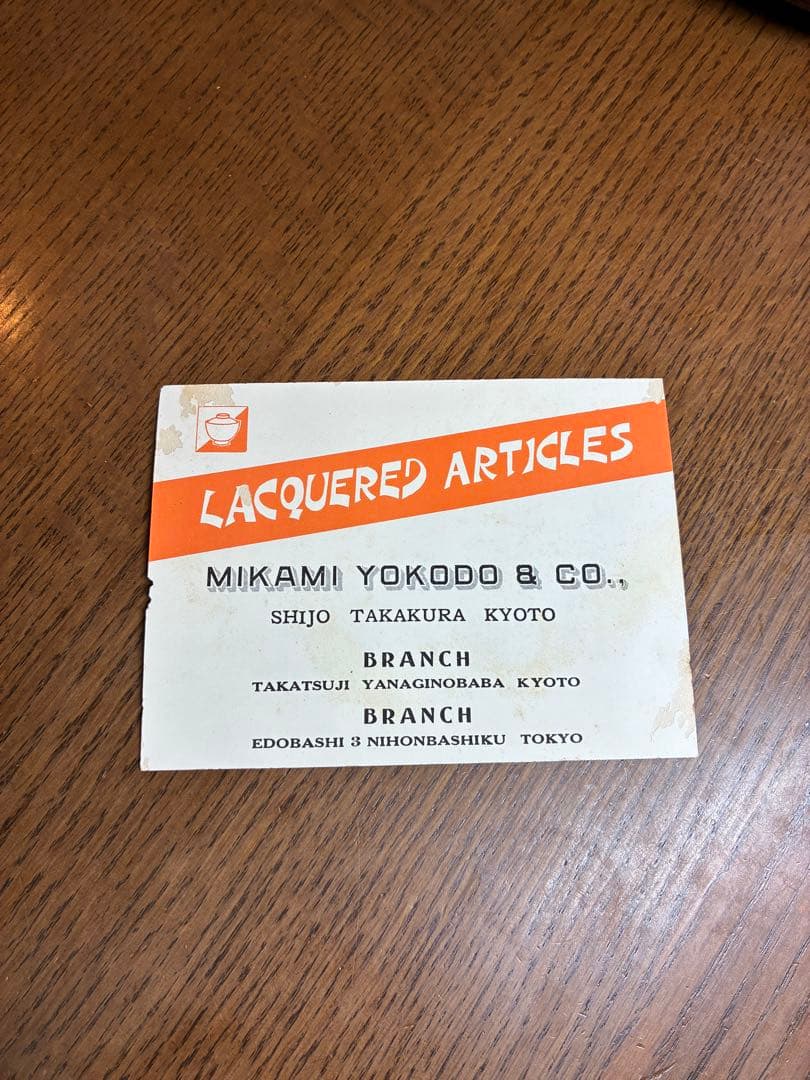 LACQUERED ARTICLES
MIKAMI YOKODO & CO.,
SHIJO TAKAKURA KYOTO
BRANCH
TAKATSUJI YANAGINOBABA KYOTO
BRANCH
EDOBASHI 3 NIHONBASHIKU TOKYO